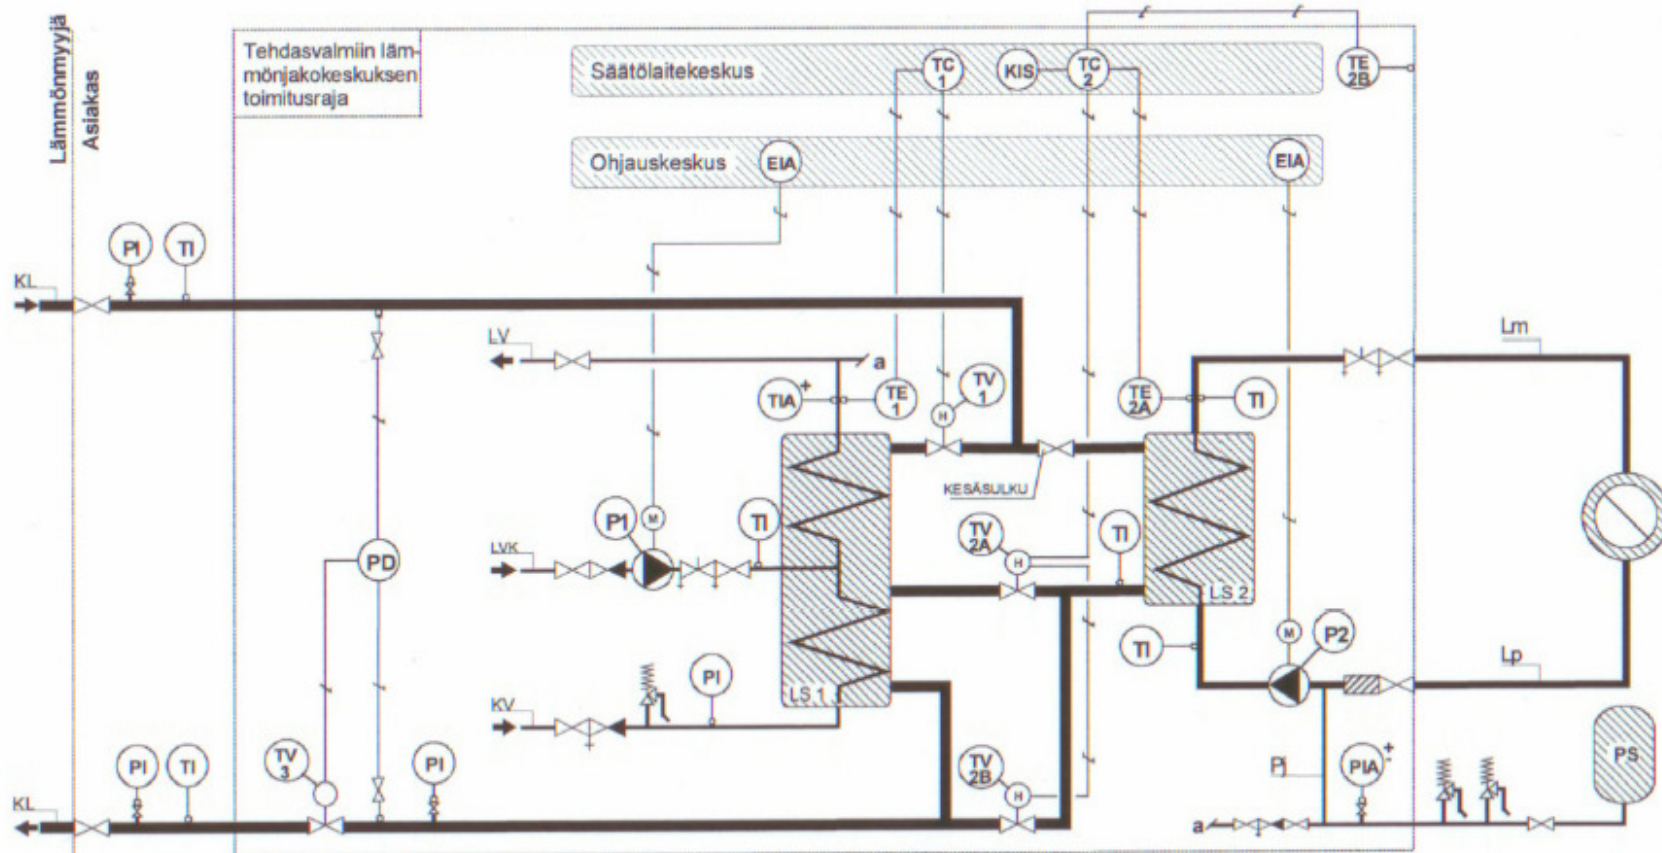 Lämmönmyyjä
Asiakas
Tehdasvalmiin läm-
mönjakokeskuksen
toimitusraja
Säätölaitekeskus
TC
1
KIS
TC
2
TE
2B
Ohjauskeskus
EIA
EIA
PI
TI
KL
LV
a
Lm
TIA
+
TE
1
TV
1
TE
2A
TI
KESÄSULKU
P1
M
TI
H
TV
2A
TI
H
PD
LVK
LS 2
TI
M
P2
Lp
PI
LS 1
KV
PI
TI
TV
3
PI
TV
2B
H
Pj
PIA
+
-
PS
KL
a